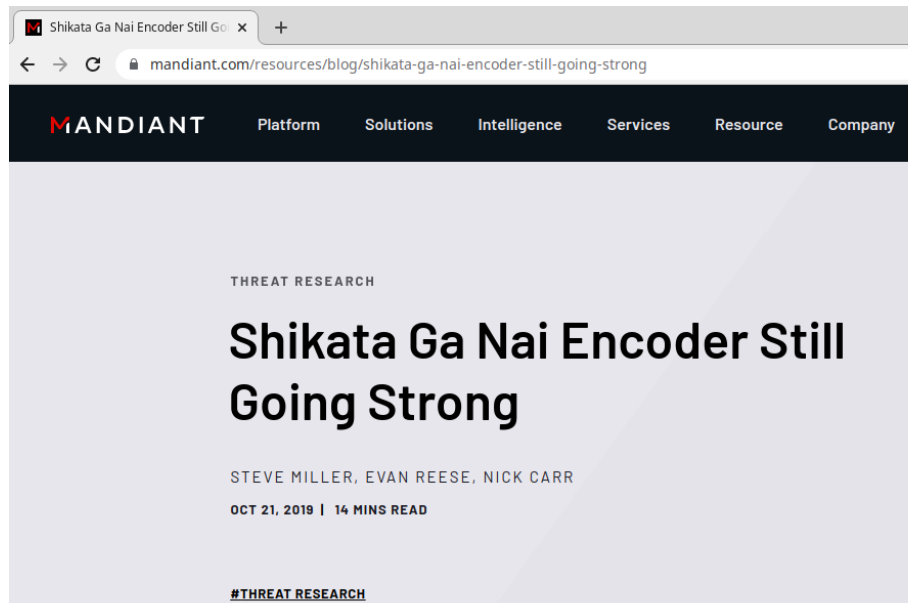 Shikata Ga Nai Encoder Still Go
mandiant.com/resources/blog/shikata-ga-nai-encoder-still-going-strong
MANDIANT Platform Solutions Intelligence Services Resource Company
THREAT RESEARCH
Shikata Ga Nai Encoder Still
Going Strong
STEVE MILLER, EVAN REESE, NICK CARR
OCT 21, 2019 | 14 MINS READ
#THREAT RESEARCH